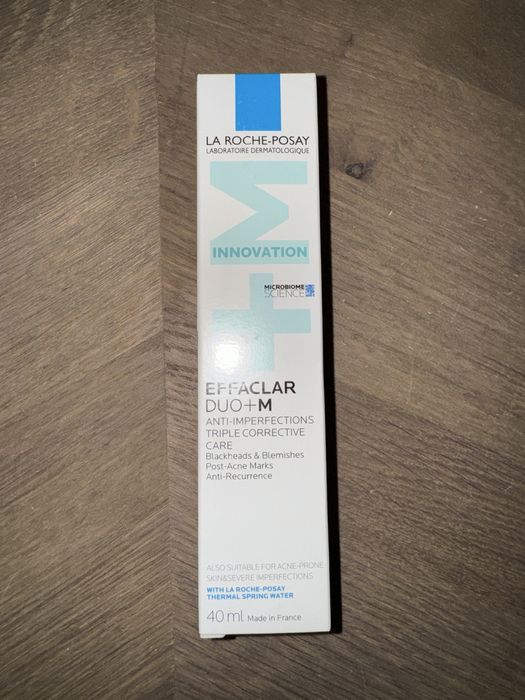 LA ROCHE-POSAY
LABORATOIRE DERMATOLOGIQUE
+M
INNOVATION
MICROBIOME
SCIENCE
EFFACLAR
DUO+M
ANTI-IMPERFECTIONS
TRIPLE CORRECTIVE
CARE
Blackheads & Blemishes
Post-Acne Marks
Anti-Recurrence
ALSO SUITABLE FOR ACNE-PRONE
SKIN&SEVERE IMPERFECTIONS
WITH LA ROCHE-POSAY
THERMAL SPRING WATER
40 ml Made in France